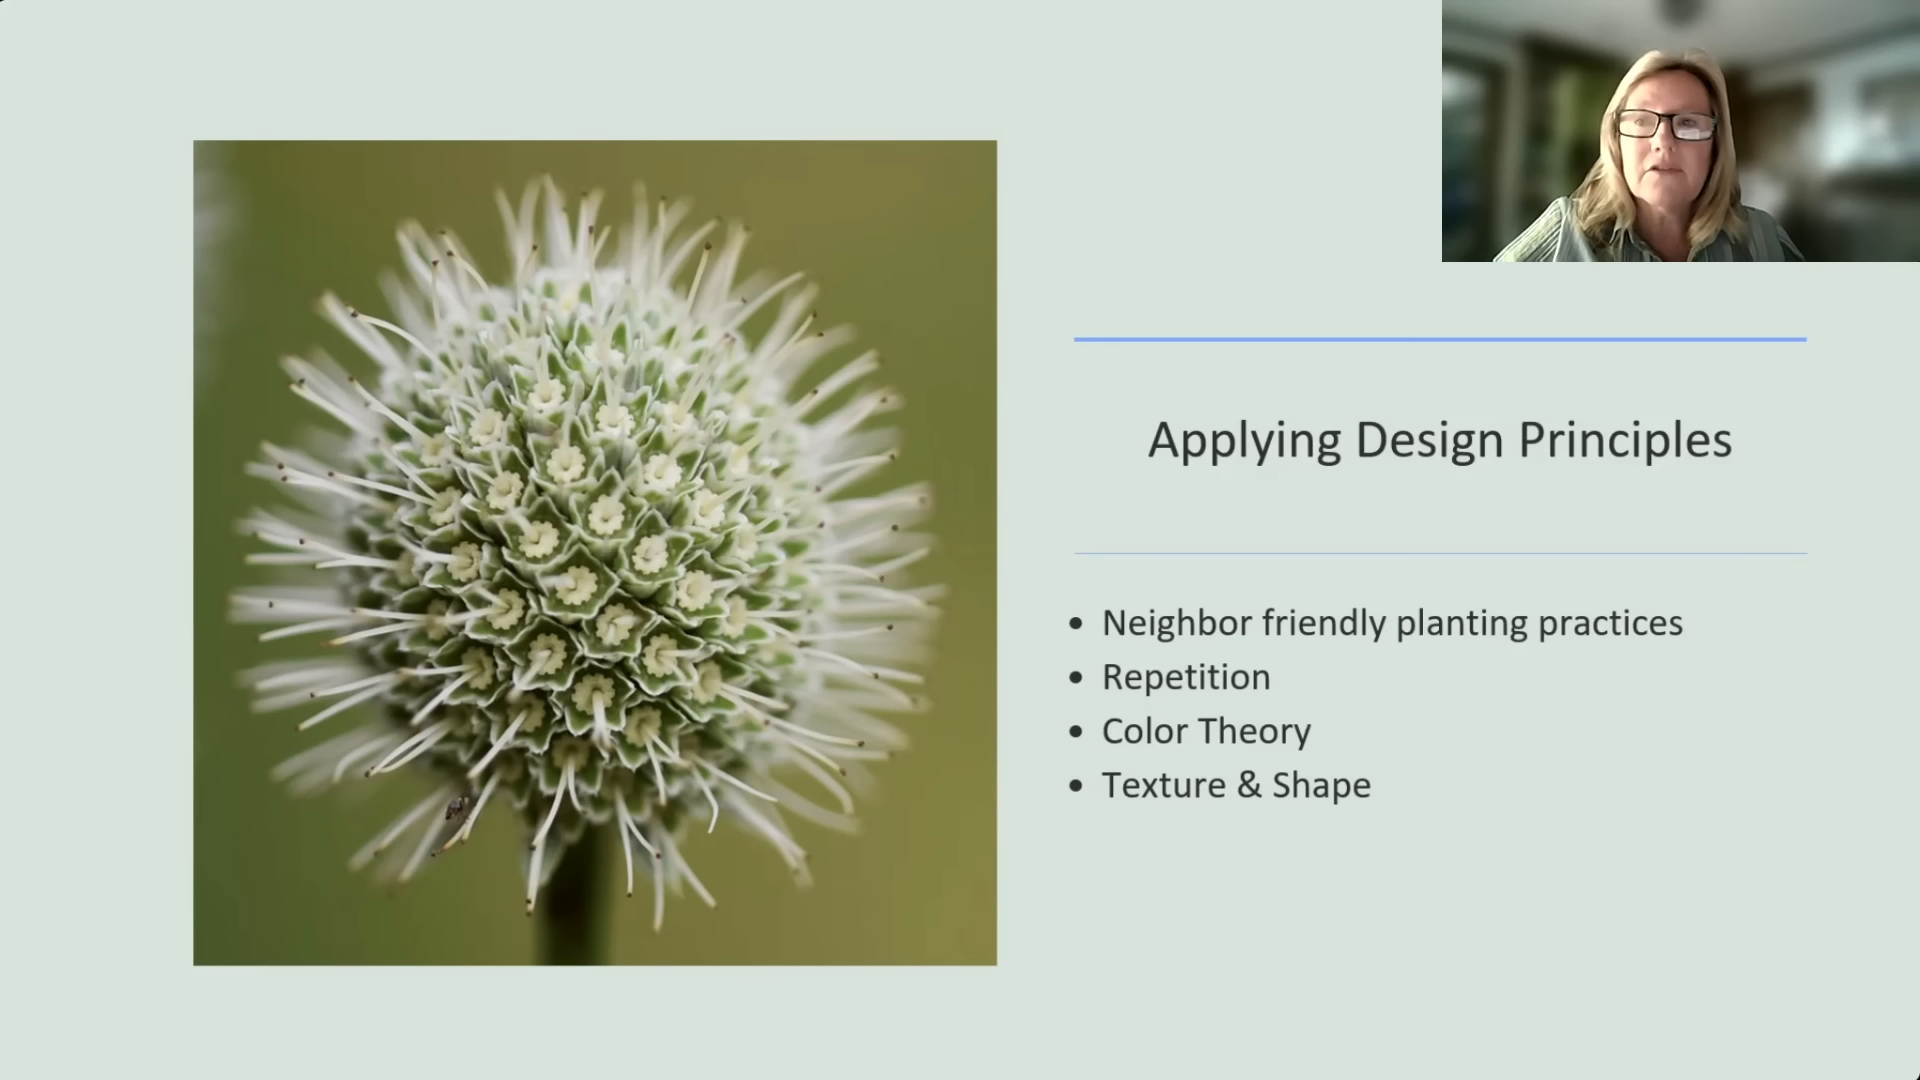 Applying Design Principles
• Neighbor friendly planting practices
• Repetition
• Color Theory
• Texture & Shape